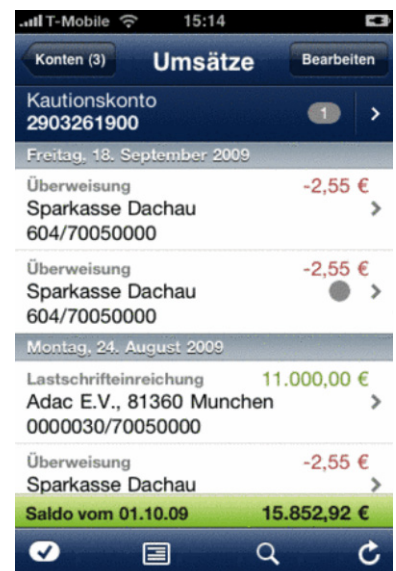 T-Mobile 15:14
Konten (3) Umsätze Bearbeiten
Kautionskonto
2903261900 1
Freitag, 18. September 2009
Überweisung -2,55 €
Sparkasse Dachau
604/70050000
Überweisung -2,55 €
Sparkasse Dachau
604/70050000
Montag, 24. August 2009
Lastschrifteinreichung 11.000,00 €
Adac E.V., 81360 Munchen
0000030/70050000
Überweisung -2,55 €
Sparkasse Dachau
Saldo vom 01.10.09 15.852,92 €